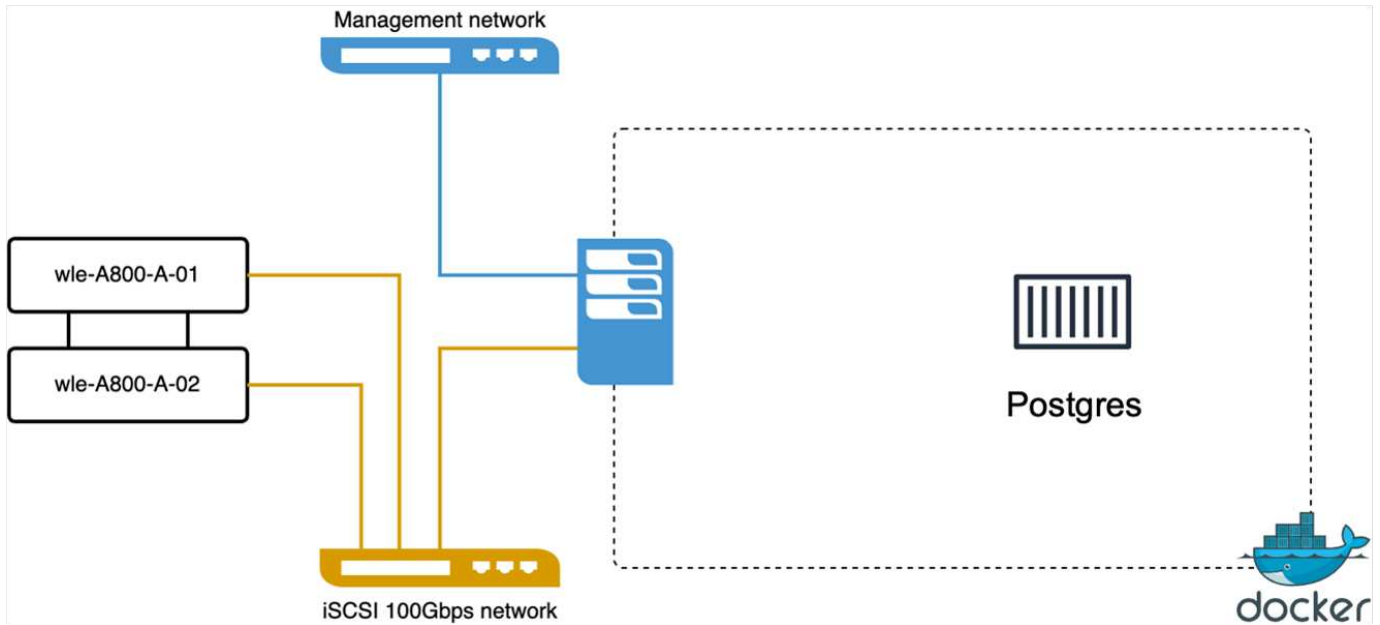 Management network
wle-A800-A-01
wle-A800-A-02
Postgres
iSCSI 100Gbps network
docker